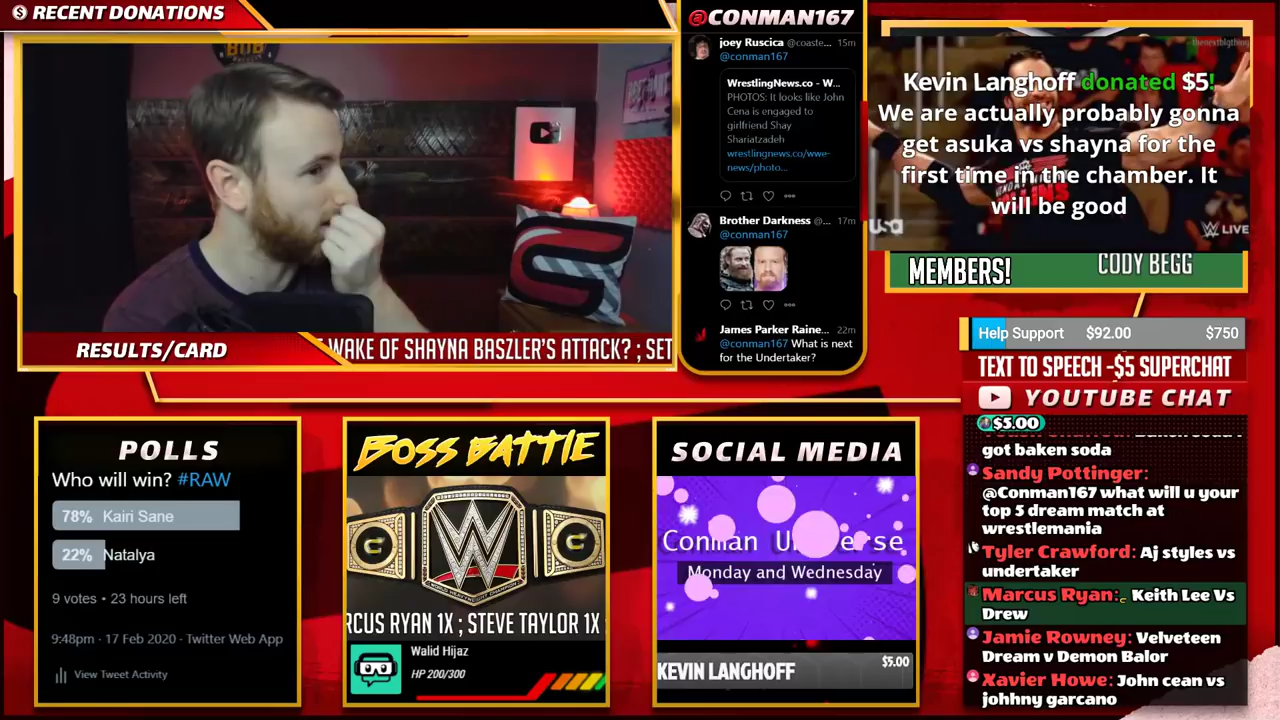 RECENT DONATIONS
RESULTS/CARD
WAKE OF SHAYNA BASZLER'S ATTACK? ; SET
@CONMAN167
joey Ruscica @coaste... 15m
@conman167
WrestlingNews.co - W...
PHOTOS: It looks like John
Cena is engaged to
girlfriend Shay
Shariatzadeh
wrestlingnews.co/wwe-
news/photo...
Brother Darkness @... 17m
@conman167
James Parker Raine... 22m
@conman167 What is next
for the Undertaker?
thenextbigthing
Kevin Langhoff donated $5!
We are actually probably gonna
get asuka vs shayna for the
first time in the chamber. It
will be good
USA
LIVE
MEMBERS!
CODY BEGG
Help Support $92.00 $750
TEXT TO SPEECH -$5 SUPERCHAT
YOUTUBE CHAT
$5.00
got baken soda
Sandy Pottinger:
@Conman167 what will u your
top 5 dream match at
wrestlemania
Tyler Crawford: Aj styles vs
undertaker
Marcus Ryan: Keith Lee Vs
Drew
Jamie Rowney: Velveteen
Dream v Demon Balor
Xavier Howe: John cean vs
johhny garcano
POLLS
Who will win? #RAW
78% Kairi Sane
22% Natalya
9 votes • 23 hours left
9:48pm · 17 Feb 2020 · Twitter Web App
View Tweet Activity
BOSS BATTLE
RCUS RYAN 1X ; STEVE TAYLOR 1X
Walid Hijaz
HP 200/300
SOCIAL MEDIA
Conman Un erse
Monday and Wednesday
KEVIN LANGHOFF $5.00